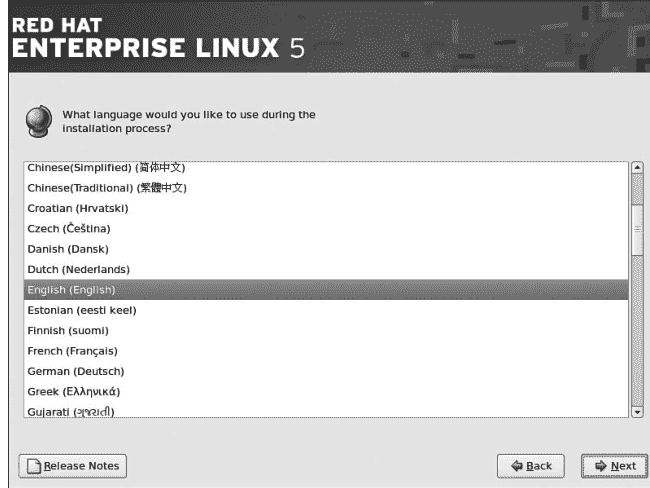 RED HAT
ENTERPRISE LINUX 5
What language would you like to use during the
installation process?
Chinese(Simplified) (简体中文)
Chinese(Traditional) (繁體中文)
Croatian (Hrvatski)
Czech (Čeština)
Danish (Dansk)
Dutch (Nederlands)
English (English)
Estonian (eesti keel)
Finnish (suomi)
French (Français)
German (Deutsch)
Greek (Ελληνικά)
Gujarati (ગુજરાતી)
Release Notes
Back
Next